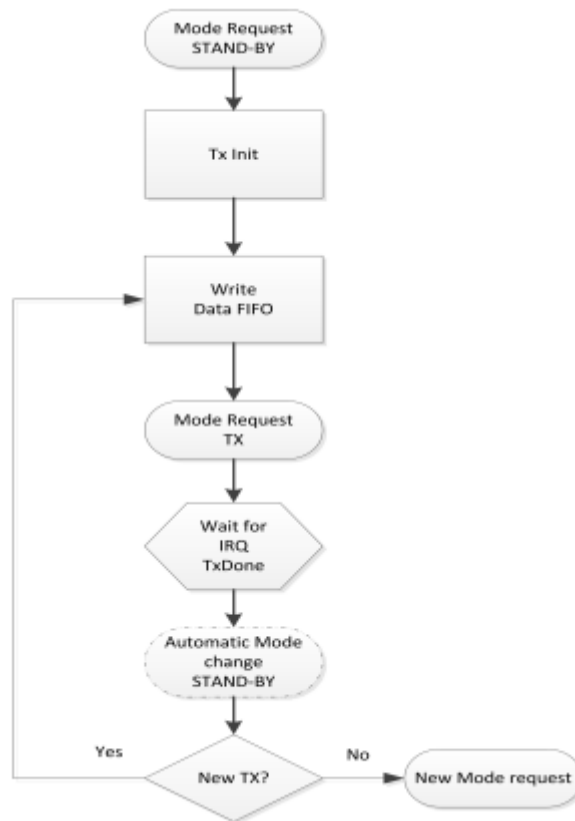 Mode Request
STAND-BY
Tx Init
Write
Data FIFO
Mode Request
TX
Wait for
IRQ
TxDone
Automatic Mode
change
STAND-BY
Yes
No
New TX?
New Mode request